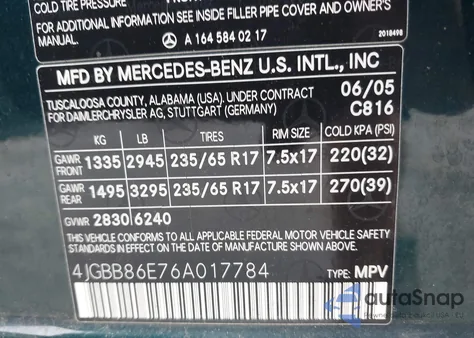 COLD TIRE PRESSURE
FOR ADDITIONAL INFORMATION SEE INSIDE FILLER PIPE COVER AND OWNER'S
MANUAL.
A 164 584 02 17
2018498
MFD BY MERCEDES-BENZ U.S. INTL., INC
TUSCALOOSA COUNTY, ALABAMA (USA). UNDER CONTRACT 06/05
FOR DAIMLERCHRYSLER AG, STUTTGART (GERMANY) C816
KG LB TIRES RIM SIZE COLD KPA (PSI)
GAWR FRONT 1335 2945 235/65 R17 7.5x17 220(32)
GAWR REAR 1495 3295 235/65 R17 7.5x17 270(39)
GVWR 2830 6240
THIS VEHICLE CONFORMS TO ALL APPLICABLE U.S. FEDERAL
MOTOR VEHICLE SAFETY AND THEFT PREVENTION STANDARDS
IN EFFECT ON THE DATE OF MANUFACTURE SHOWN ABOVE.
4JGBB86E76A017784 TYPE: MPV
autoSnap